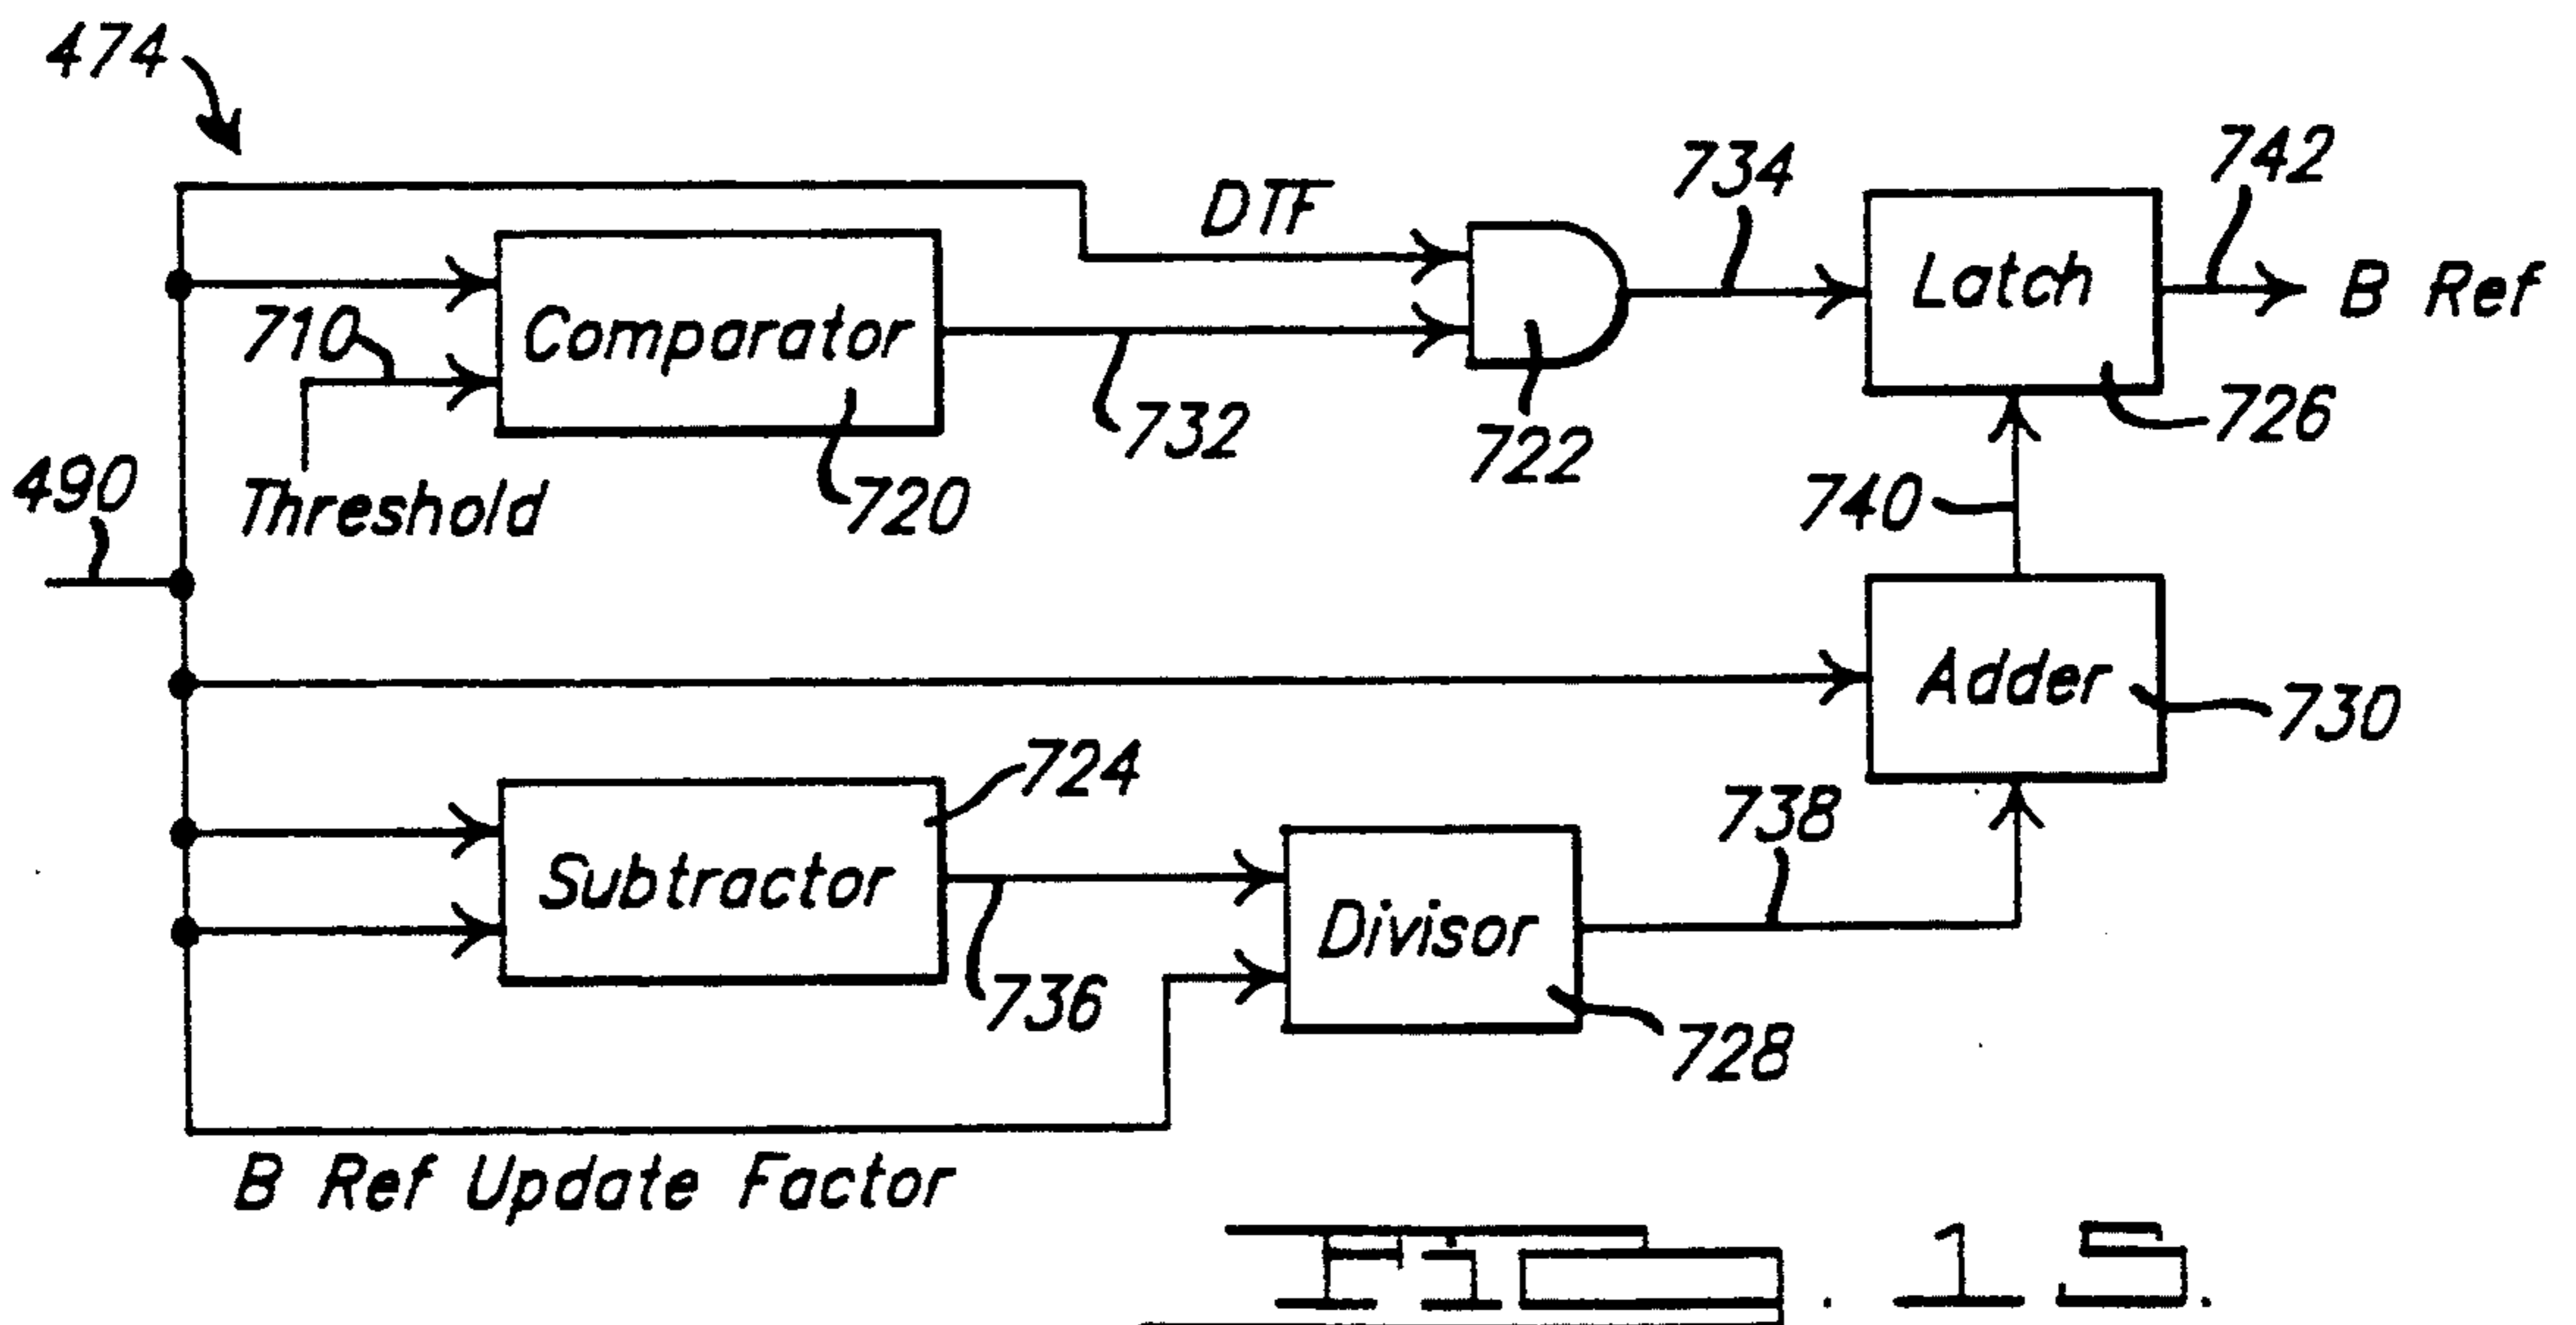 474
DTF
734
742
Comparator
Latch
B Ref
710
732
722
726
490
Threshold
720
740
Adder
730
724
738
Subtractor
Divisor
736
728
B Ref Update Factor
FIG. 15.